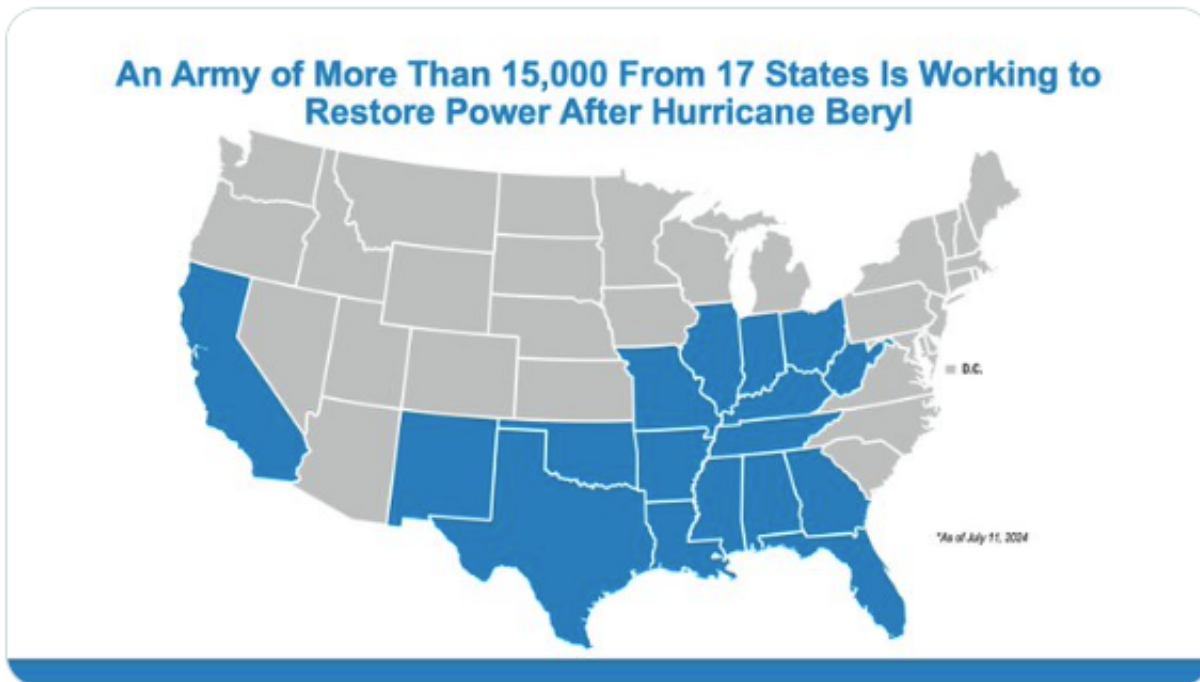 An Army of More Than 15,000 From 17 States Is Working to
Restore Power After Hurricane Beryl
D.C.
*As of July 11, 2024